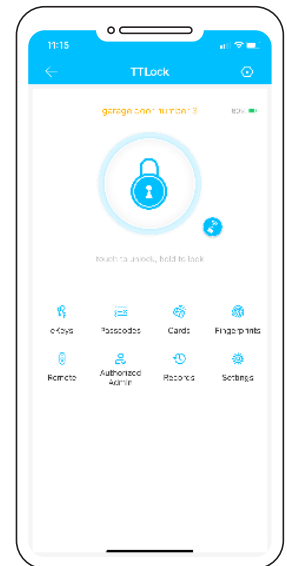 11:15
TTLock
garage door number 3
60%
touch to unlock, hold to lock
eKeys Passcodes Cards Fingerprints
Remote Authorized Admin Records Settings